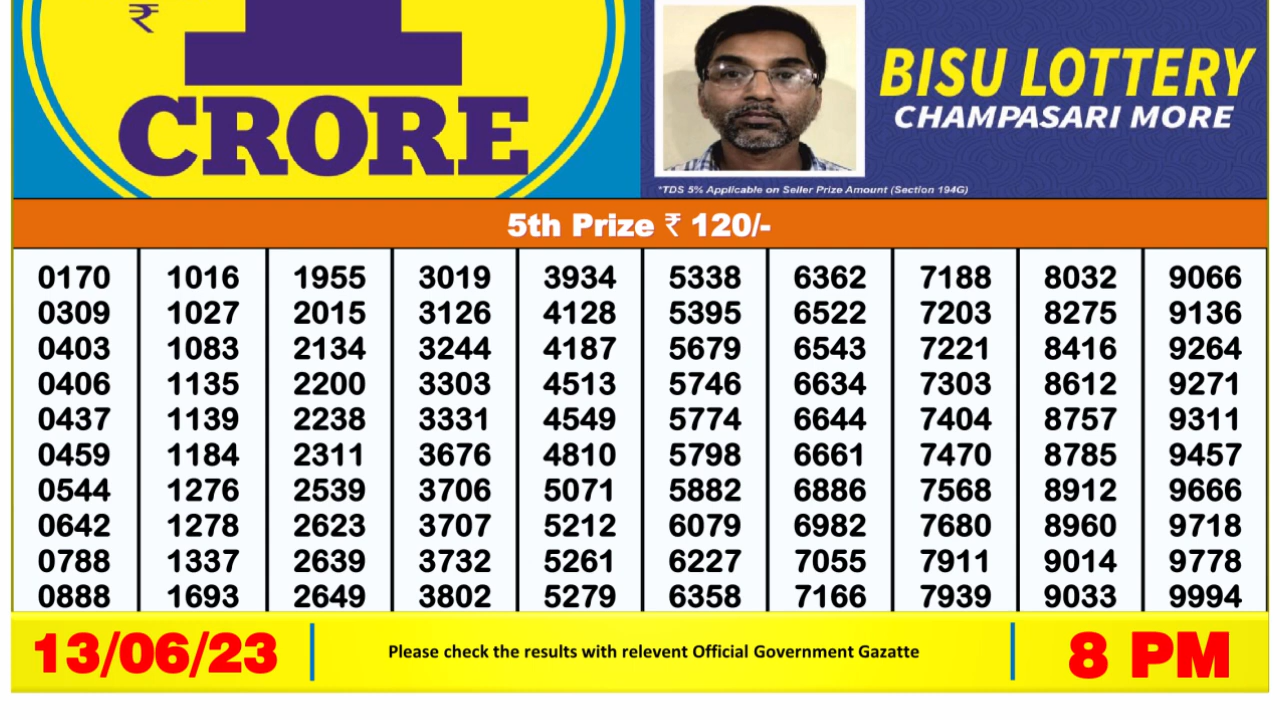 ₹ 1
CRORE
BISU LOTTERY
CHAMPASARI MORE
*TDS 5% Applicable on Seller Prize Amount (Section 194G)
5th Prize ₹ 120/-
0170 1016 1955 3019 3934 5338 6362 7188 8032 9066
0309 1027 2015 3126 4128 5395 6522 7203 8275 9136
0403 1083 2134 3244 4187 5679 6543 7221 8416 9264
0406 1135 2200 3303 4513 5746 6634 7303 8612 9271
0437 1139 2238 3331 4549 5774 6644 7404 8757 9311
0459 1184 2311 3676 4810 5798 6661 7470 8785 9457
0544 1276 2539 3706 5071 5882 6886 7568 8912 9666
0642 1278 2623 3707 5212 6079 6982 7680 8960 9718
0788 1337 2639 3732 5261 6227 7055 7911 9014 9778
0888 1693 2649 3802 5279 6358 7166 7939 9033 9994
13/06/23 Please check the results with relevent Official Government Gazatte 8 PM